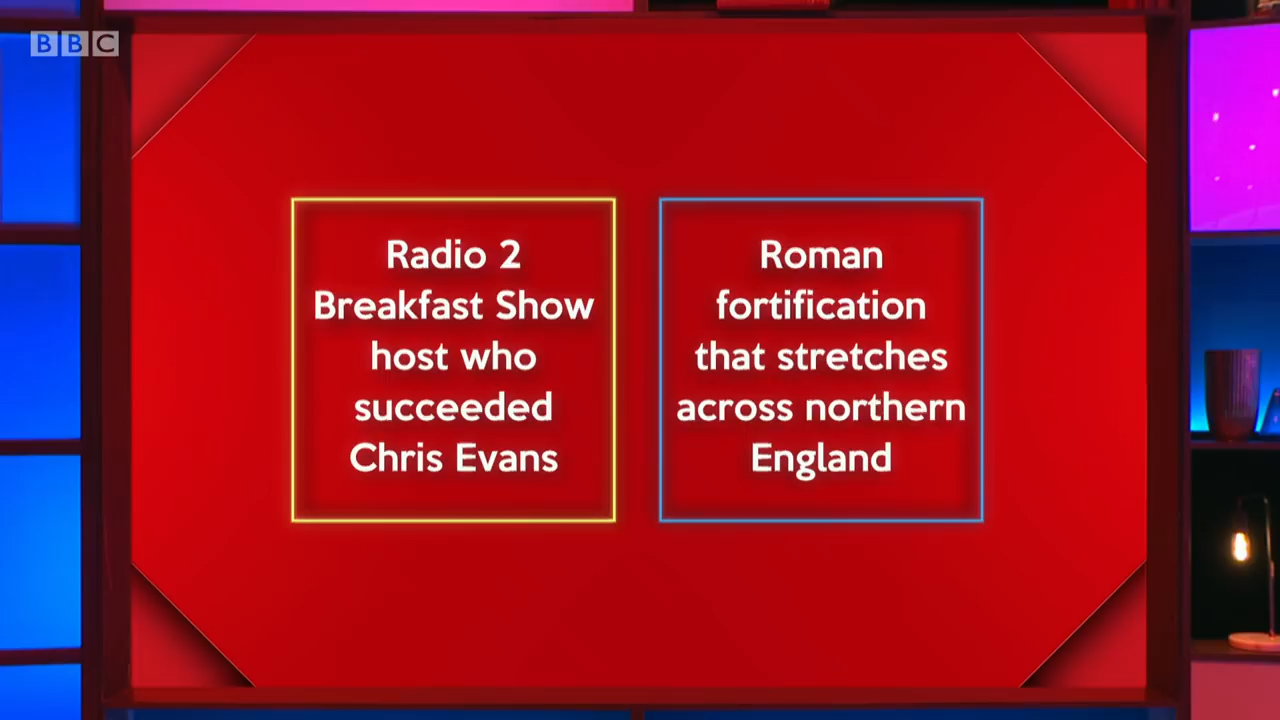 BBC
Radio 2
Breakfast Show
host who
succeeded
Chris Evans
Roman
fortification
that stretches
across northern
England